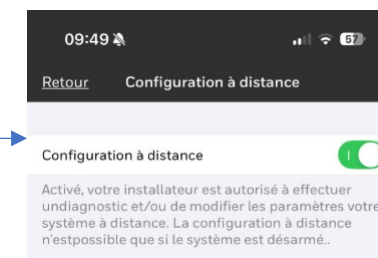 09:49 57
Retour Configuration à distance
Configuration à distance
Activé, votre installateur est autorisé à effectuer
undiagnostic et/ou de modifier les paramètres votre
système à distance. La configuration à distance
n'estpossible que si le système est désarmé..